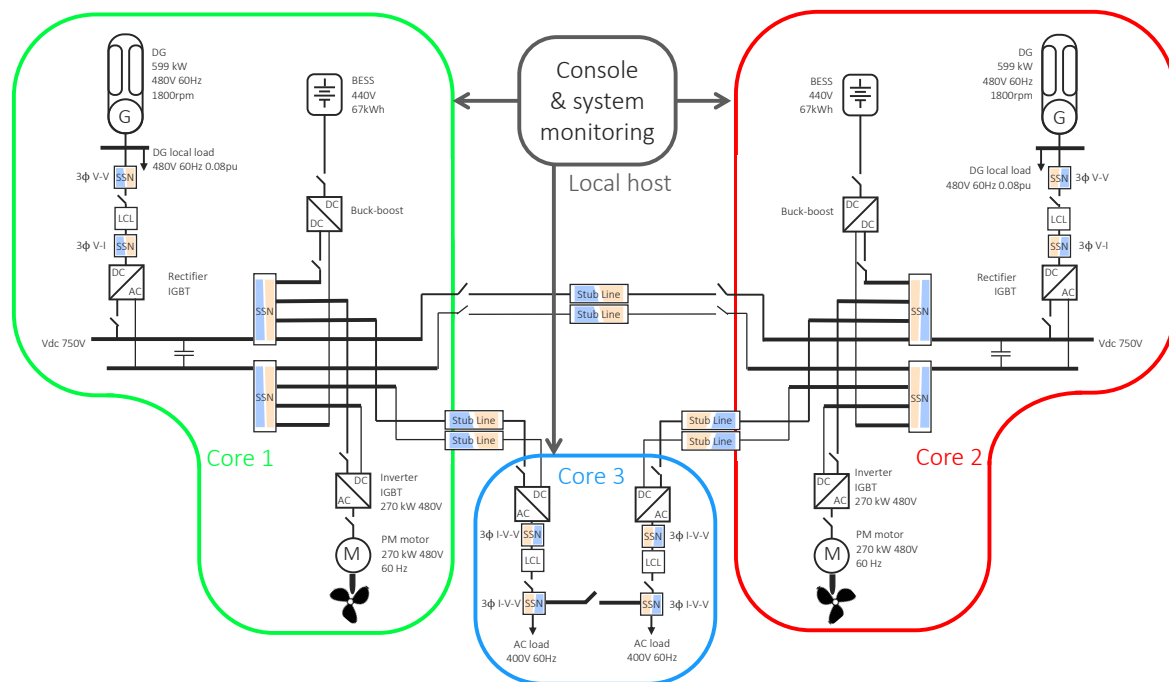 Console
& system
monitoring
Local host
DG
599 kW
480V 60Hz
1800rpm
G
DG local load
480V 60Hz 0.08pu
3ϕ V-V
SSN
LCL
3ϕ V-I
SSN
DC
AC
Rectifier
IGBT
BESS
440V
67kWh
DC
DC
Buck-boost
SSN
Vdc 750V
SSN
Core 1
Inverter
IGBT
270 kW 480V
DC
AC
PM motor
270 kW 480V
60 Hz
M
Stub Line
Stub Line
Stub Line
Stub Line
Stub Line
Stub Line
BESS
440V
67kWh
DC
DC
Buck-boost
DG
599 kW
480V 60Hz
1800rpm
G
DG local load
480V 60Hz 0.08pu
SSN
3ϕ V-V
LCL
SSN
3ϕ V-I
DC
AC
Rectifier
IGBT
SSN
Vdc 750V
SSN
Core 2
DC
AC
Inverter
IGBT
270 kW 480V
M
PM motor
270 kW 480V
60 Hz
Core 3
DC
AC
DC
AC
3ϕ I-V-V
SSN
SSN
3ϕ I-V-V
LCL
LCL
3ϕ I-V-V
SSN
SSN
3ϕ I-V-V
AC load
400V 60Hz
AC load
400V 60Hz